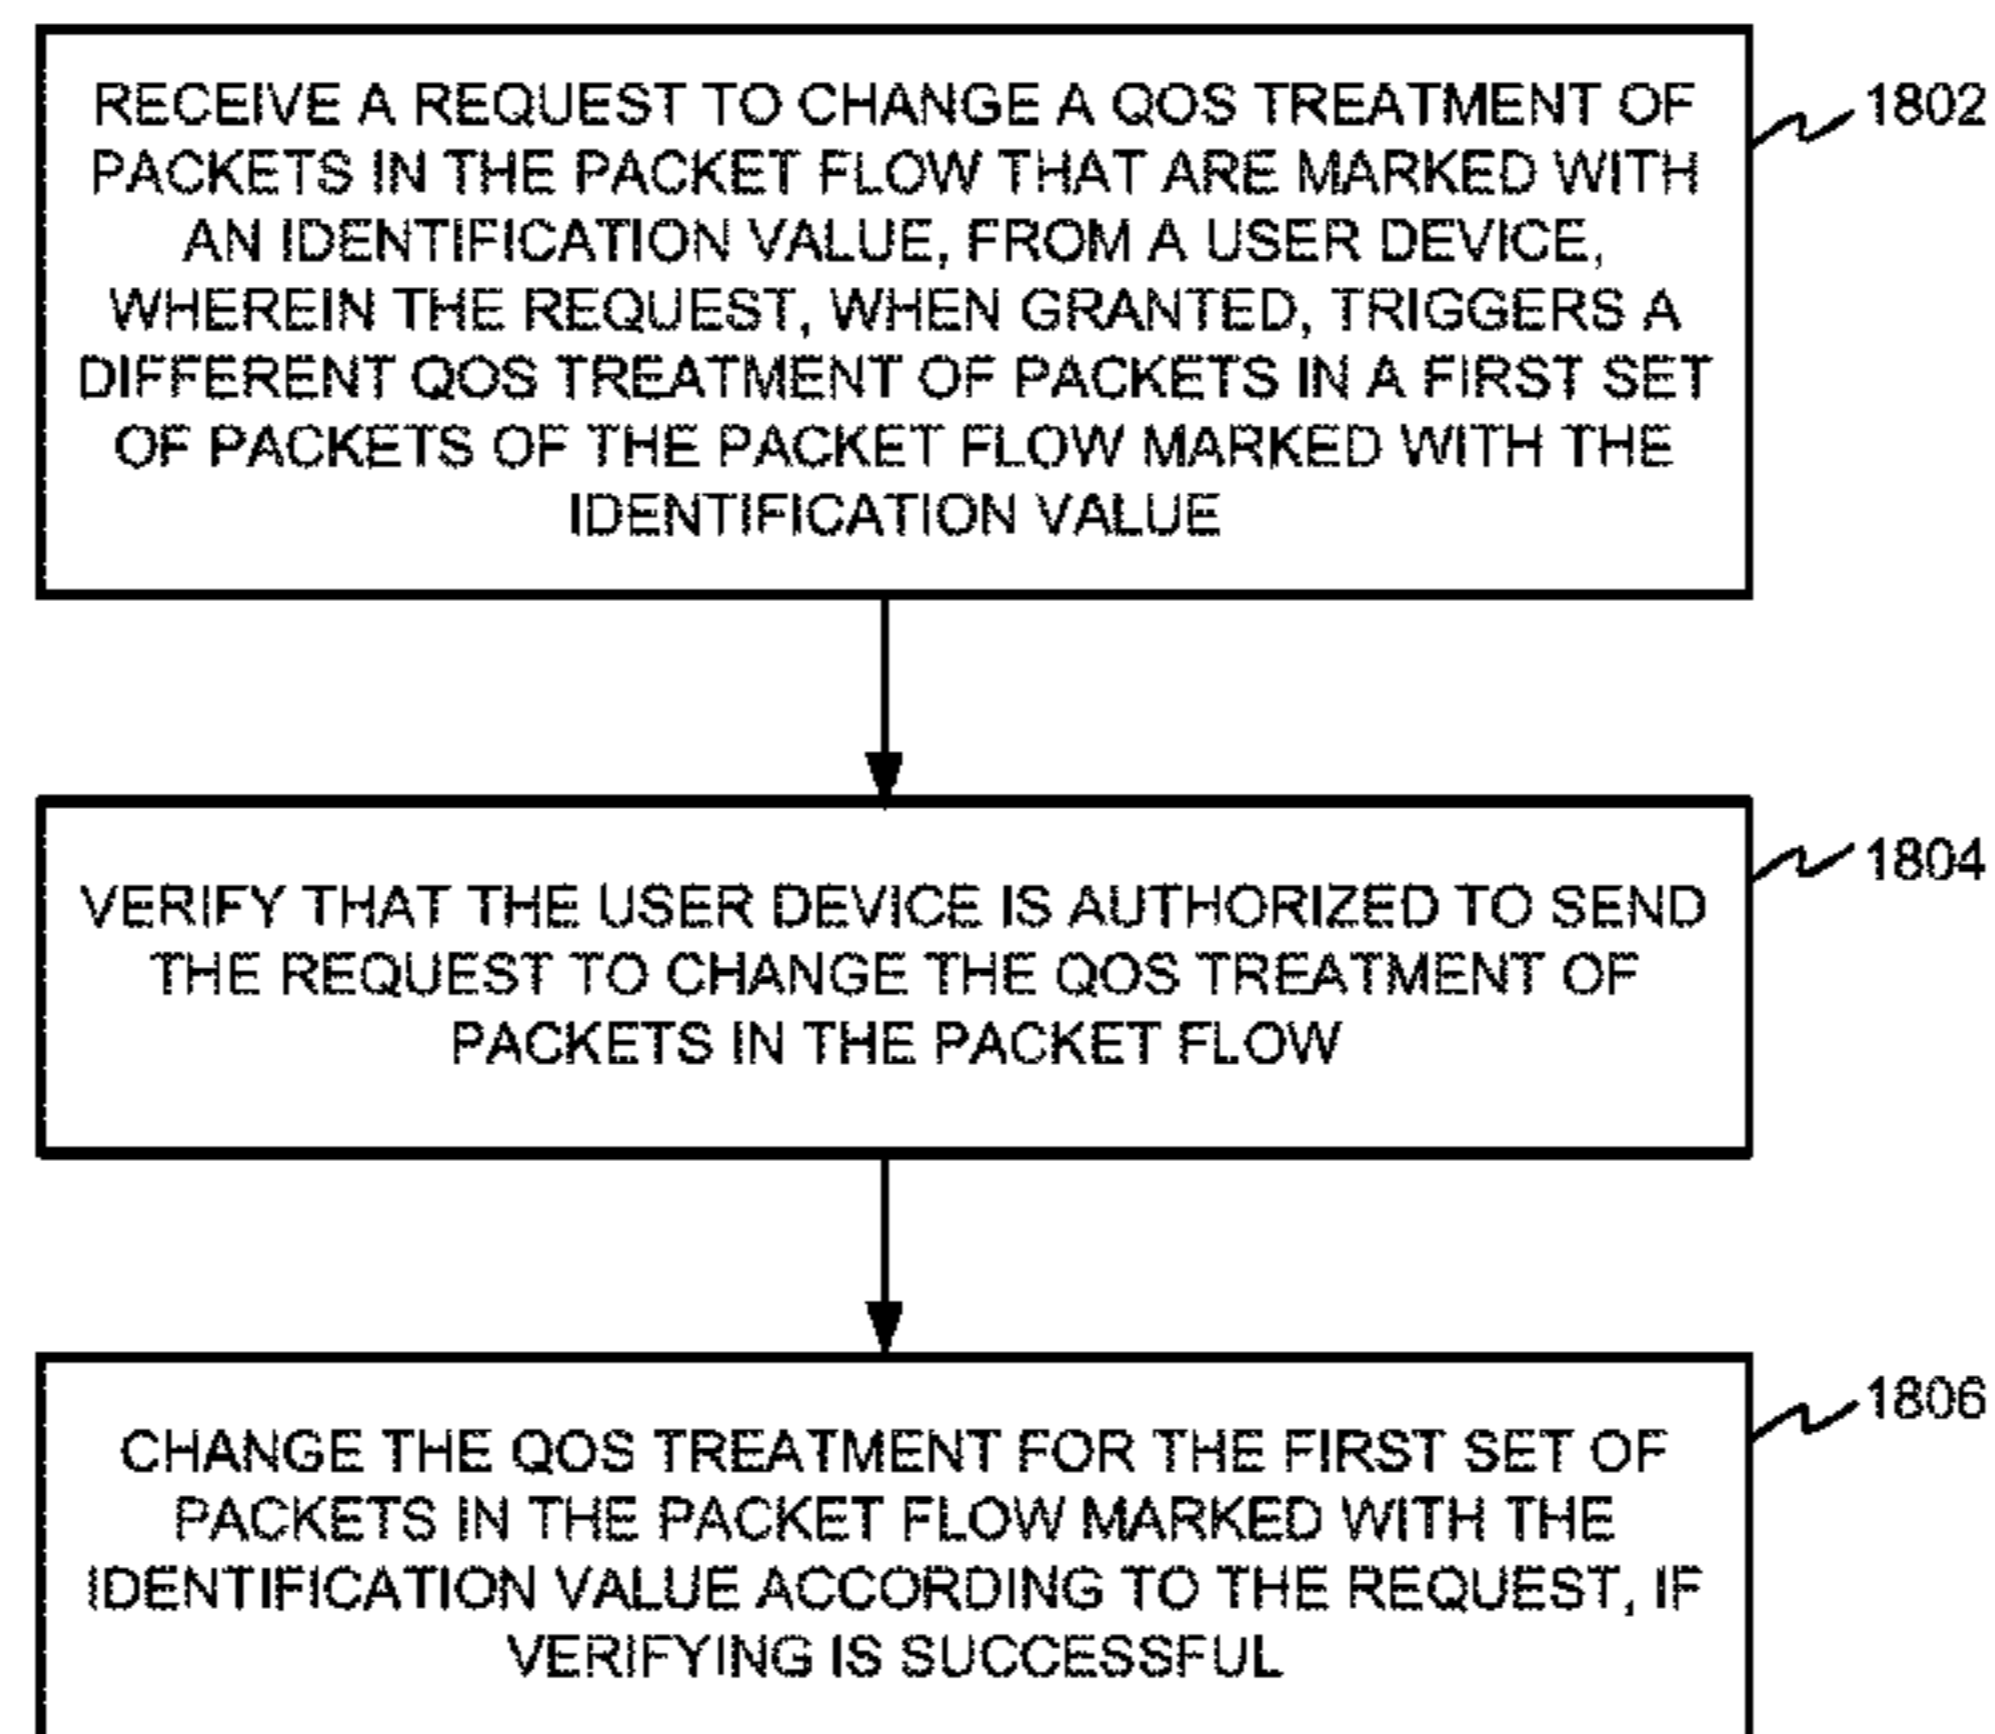 RECEIVE A REQUEST TO CHANGE A QOS TREATMENT OF
PACKETS IN THE PACKET FLOW THAT ARE MARKED WITH
AN IDENTIFICATION VALUE, FROM A USER DEVICE,
WHEREIN THE REQUEST, WHEN GRANTED, TRIGGERS A
DIFFERENT QOS TREATMENT OF PACKETS IN A FIRST SET
OF PACKETS OF THE PACKET FLOW MARKED WITH THE
IDENTIFICATION VALUE
1802
VERIFY THAT THE USER DEVICE IS AUTHORIZED TO SEND
THE REQUEST TO CHANGE THE QOS TREATMENT OF
PACKETS IN THE PACKET FLOW
1804
CHANGE THE QOS TREATMENT FOR THE FIRST SET OF
PACKETS IN THE PACKET FLOW MARKED WITH THE
IDENTIFICATION VALUE ACCORDING TO THE REQUEST, IF
VERIFYING IS SUCCESSFUL
1806